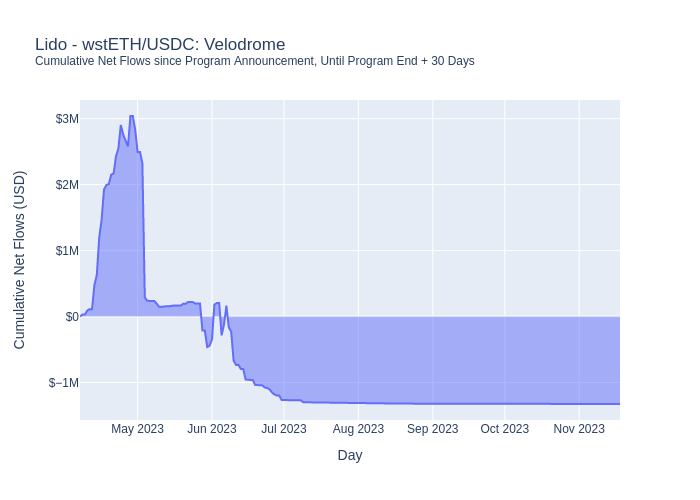 Lido - wstETH/USDC: Velodrome
Cumulative Net Flows since Program Announcement, Until Program End + 30 Days
$3M
$2M
$1M
$0
$−1M
Cumulative Net Flows (USD)
May 2023
Jun 2023
Jul 2023
Aug 2023
Sep 2023
Oct 2023
Nov 2023
Day